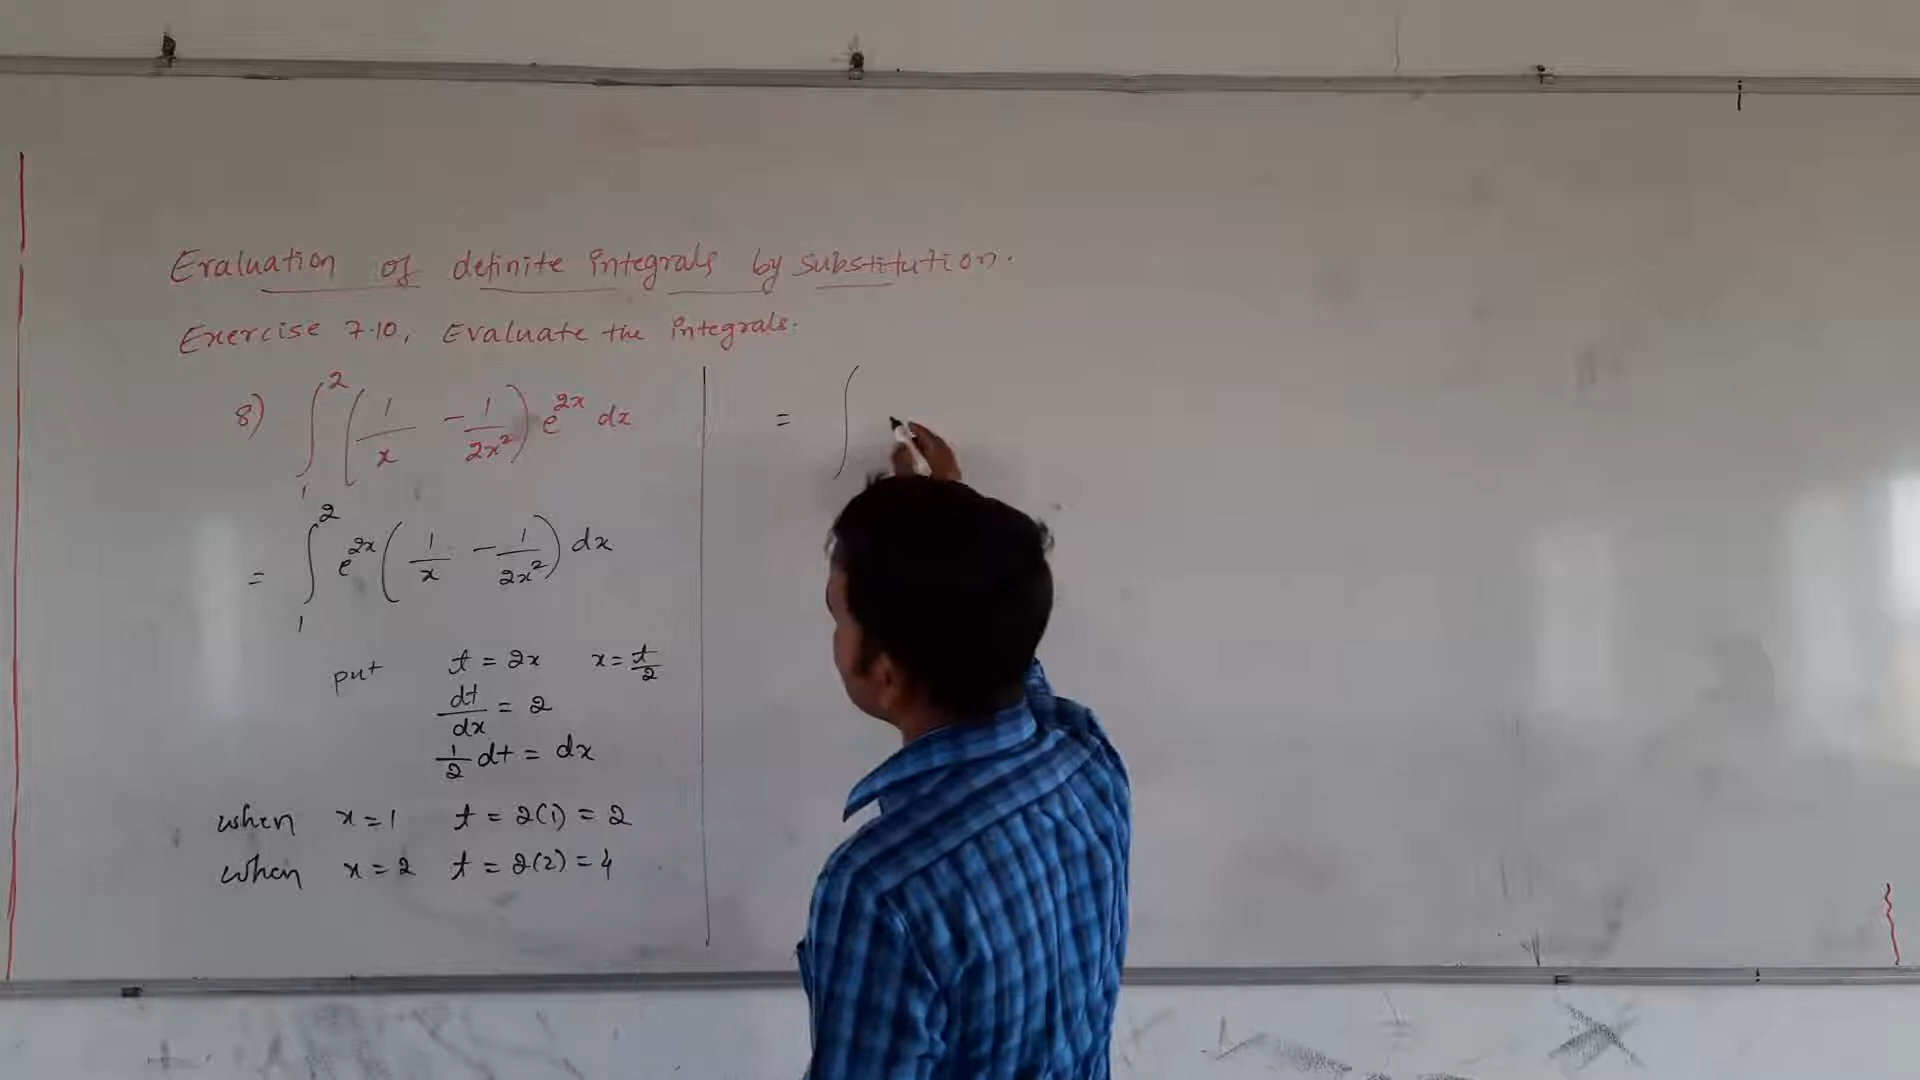 Evaluation of definite integrals by substitution.
Exercise 7.10, Evaluate the integrals.
8) ∫₁² (1/x - 1/2x²) e^2x dx
= ∫₁² e^2x (1/x - 1/2x²) dx
put t = 2x x = t/2
dt/dx = 2
1/2 dt = dx
when x = 1 t = 2(1) = 2
when x = 2 t = 2(2) = 4
= ∫